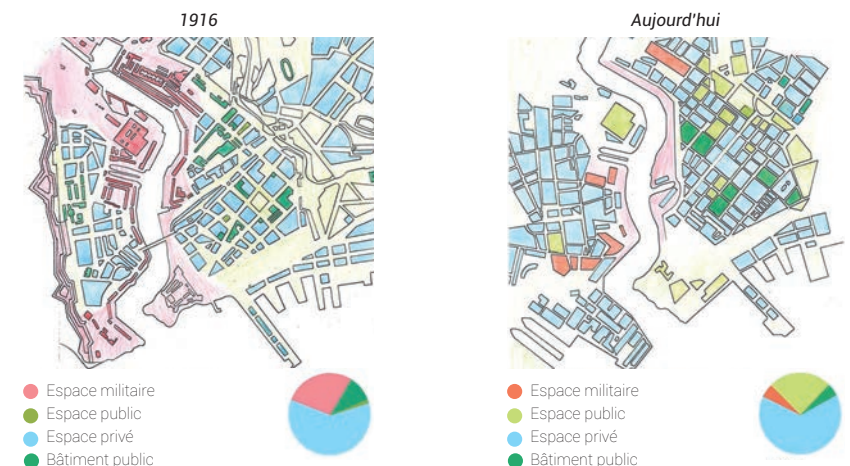 1916
Aujourd'hui
Espace militaire
Espace public
Espace privé
Bâtiment public
Espace militaire
Espace public
Espace privé
Bâtiment public